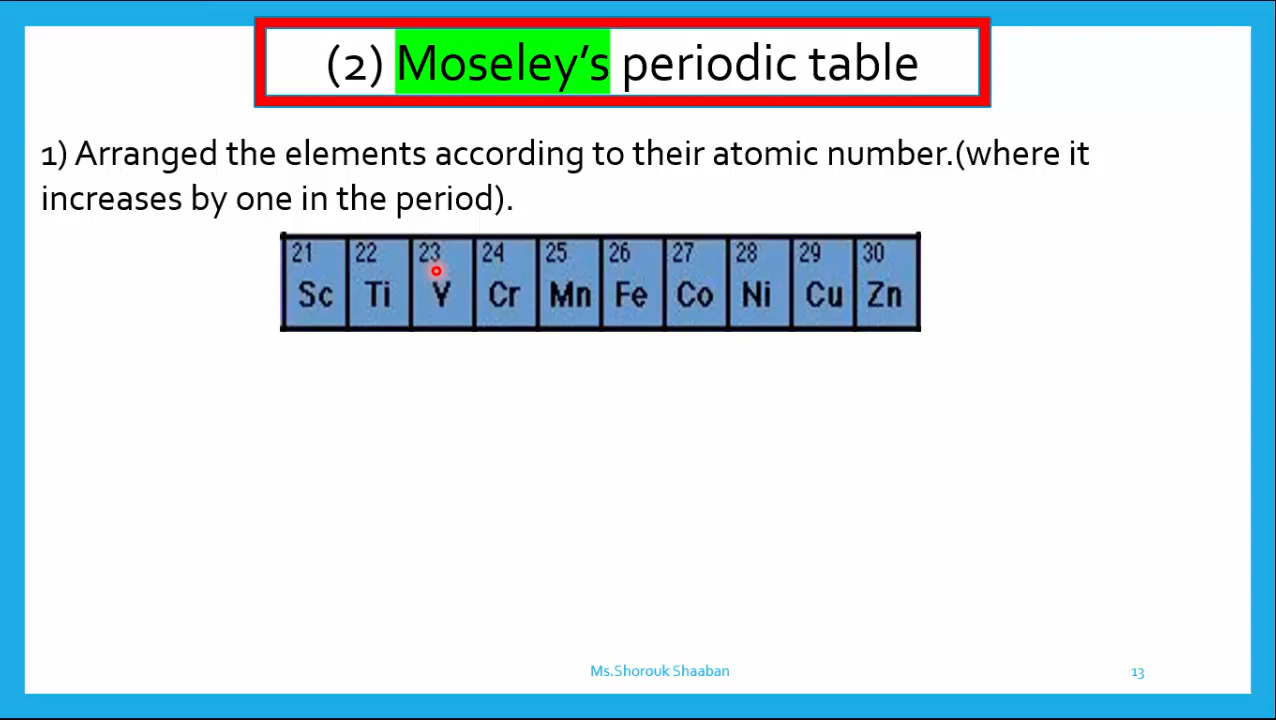 (2) Moseley’s periodic table
1) Arranged the elements according to their atomic number.(where it
increases by one in the period).
21 22 23 24 25 26 27 28 29 30
Sc Ti V Cr Mn Fe Co Ni Cu Zn
Ms.Shorouk Shaaban 13